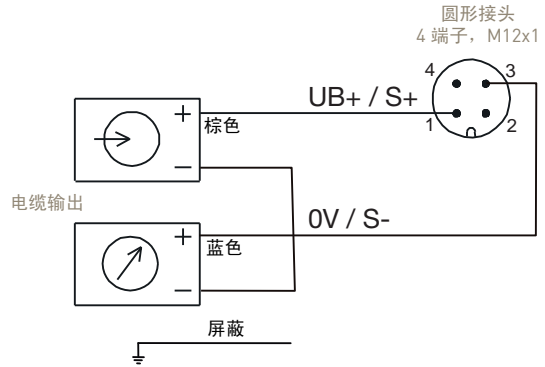 圆形接头
4 端子，M12x1
4
3
UB+ / S+
1
2
+
棕色
−
电缆输出
0V / S-
+
蓝色
−
屏蔽